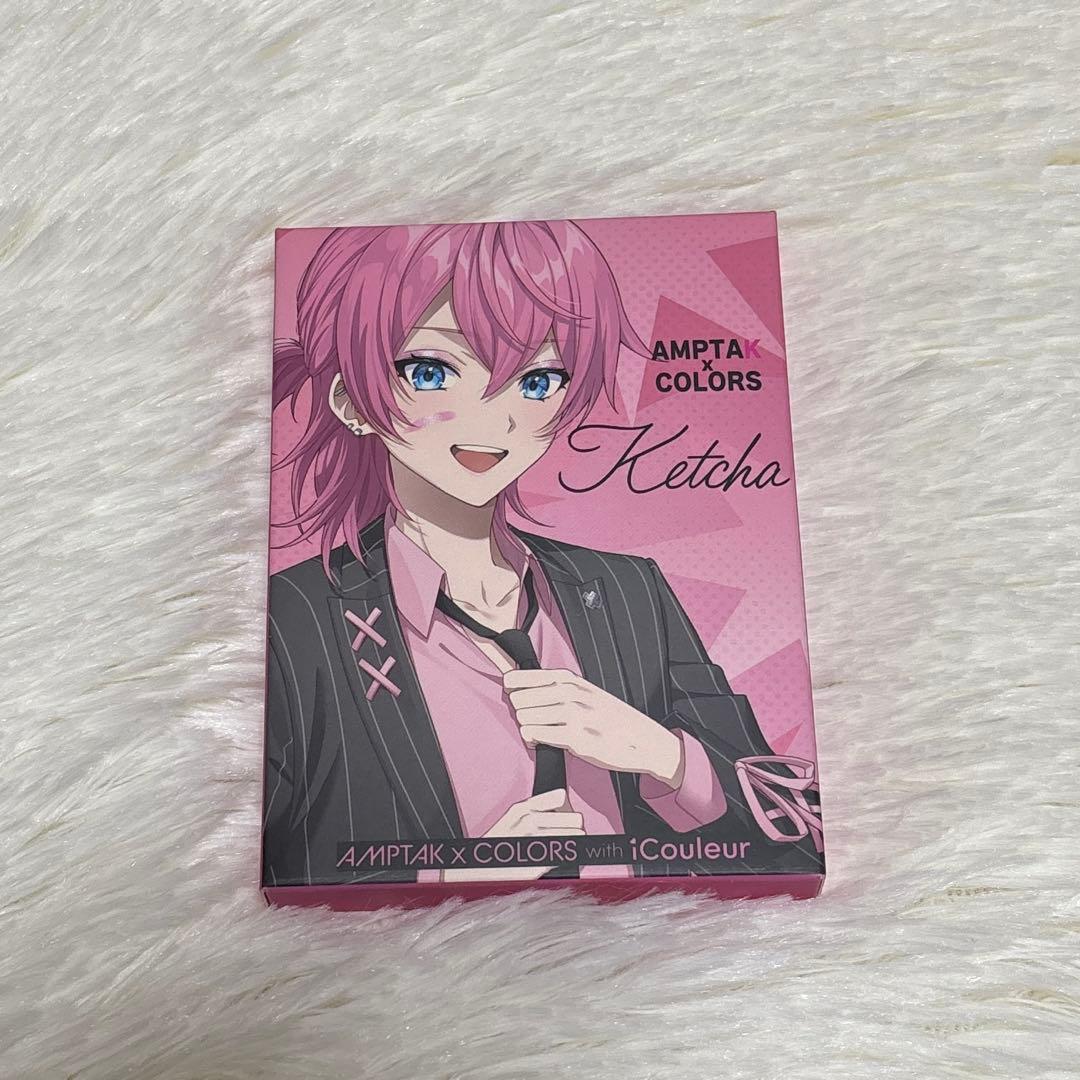 AMPTAK
x
COLORS
Ketcha
AMPTAK x COLORS with iCouleur